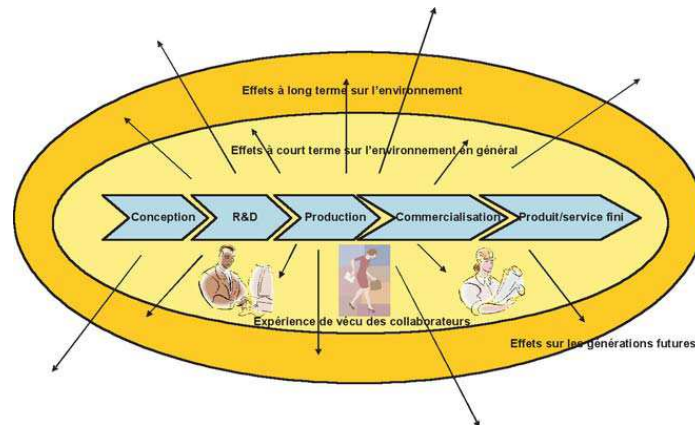 Effets à long terme sur l'environnement
Effets à court terme sur l'environnement en général
Conception
R&D
Production
Commercialisation
Produit/service fini
Expérience de vécu des collaborateurs
Effets sur les générations futures